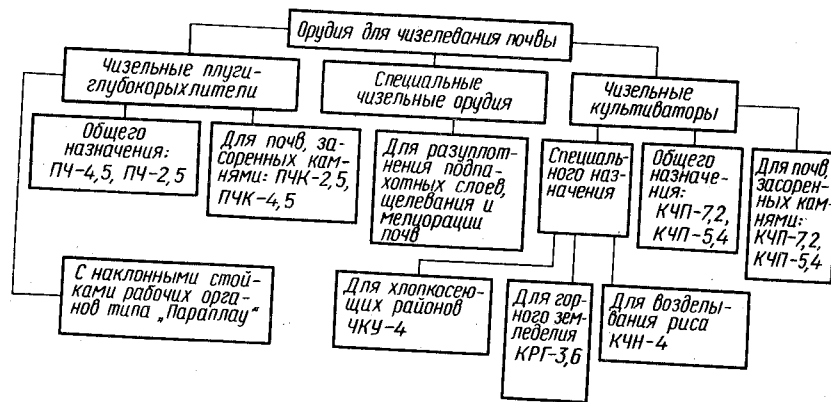 Орудия для чизелевания почвы
Чизельные плуги-
глубокорыхлители
Специальные
чизельные орудия
Чизельные
культиваторы
Общего
назначения:
ПЧ-4,5, ПЧ-2,5
Для почв, за-
соренных кам-
нями: ПЧК-2,5,
ПЧК-4,5
Для разуплот-
нения подпа-
хотных слоев,
щелевания и
мелиорации
почв
Специаль-
ного наз-
начения
Общего
назначе-
ния:
КЧП-7,2,
КЧП-5,4
Для почв,
засорен-
ных кам-
нями:
КЧП-7,2,
КЧП-5,4
С наклонными стой-
ками рабочих орга-
нов типа „Параплау"
Для хлопкосею-
щих районов
ЧКУ-4
Для гор-
ного зем-
леделия
КРГ-3,6
Для возделы-
вания риса
КЧН-4